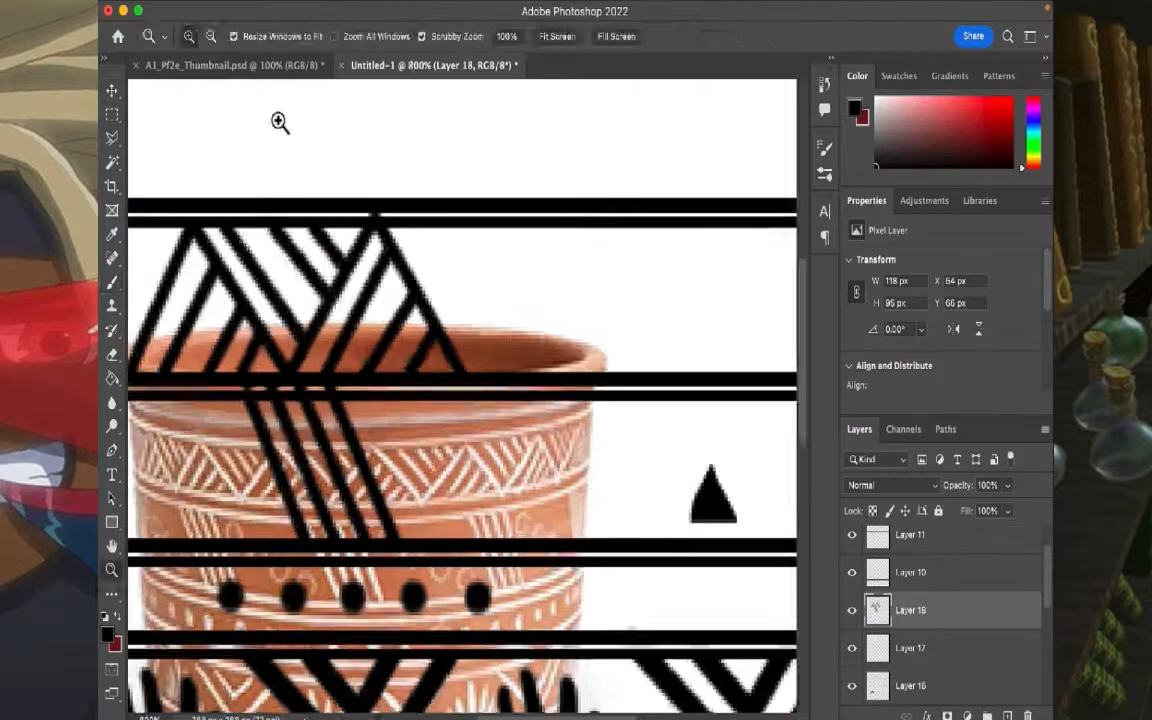 Adobe Photoshop 2022
Resize Windows to Fit Zoom All Windows Scrubby Zoom 100% Fit Screen Fill Screen Share
A1_Pf2e_Thumbnail.psd @ 100% (RGB/8) * Untitled-1 @ 800% (Layer 18, RGB/8*) *
Color Swatches Gradients Patterns
Properties Adjustments Libraries
Pixel Layer
Transform
W 118 px X 54 px
H 95 px Y 66 px
0.00°
Align and Distribute
Align:
Layers Channels Paths
Kind
Normal Opacity: 100%
Lock: Fill: 100%
Layer 11
Layer 10
Layer 18
Layer 17
Layer 16